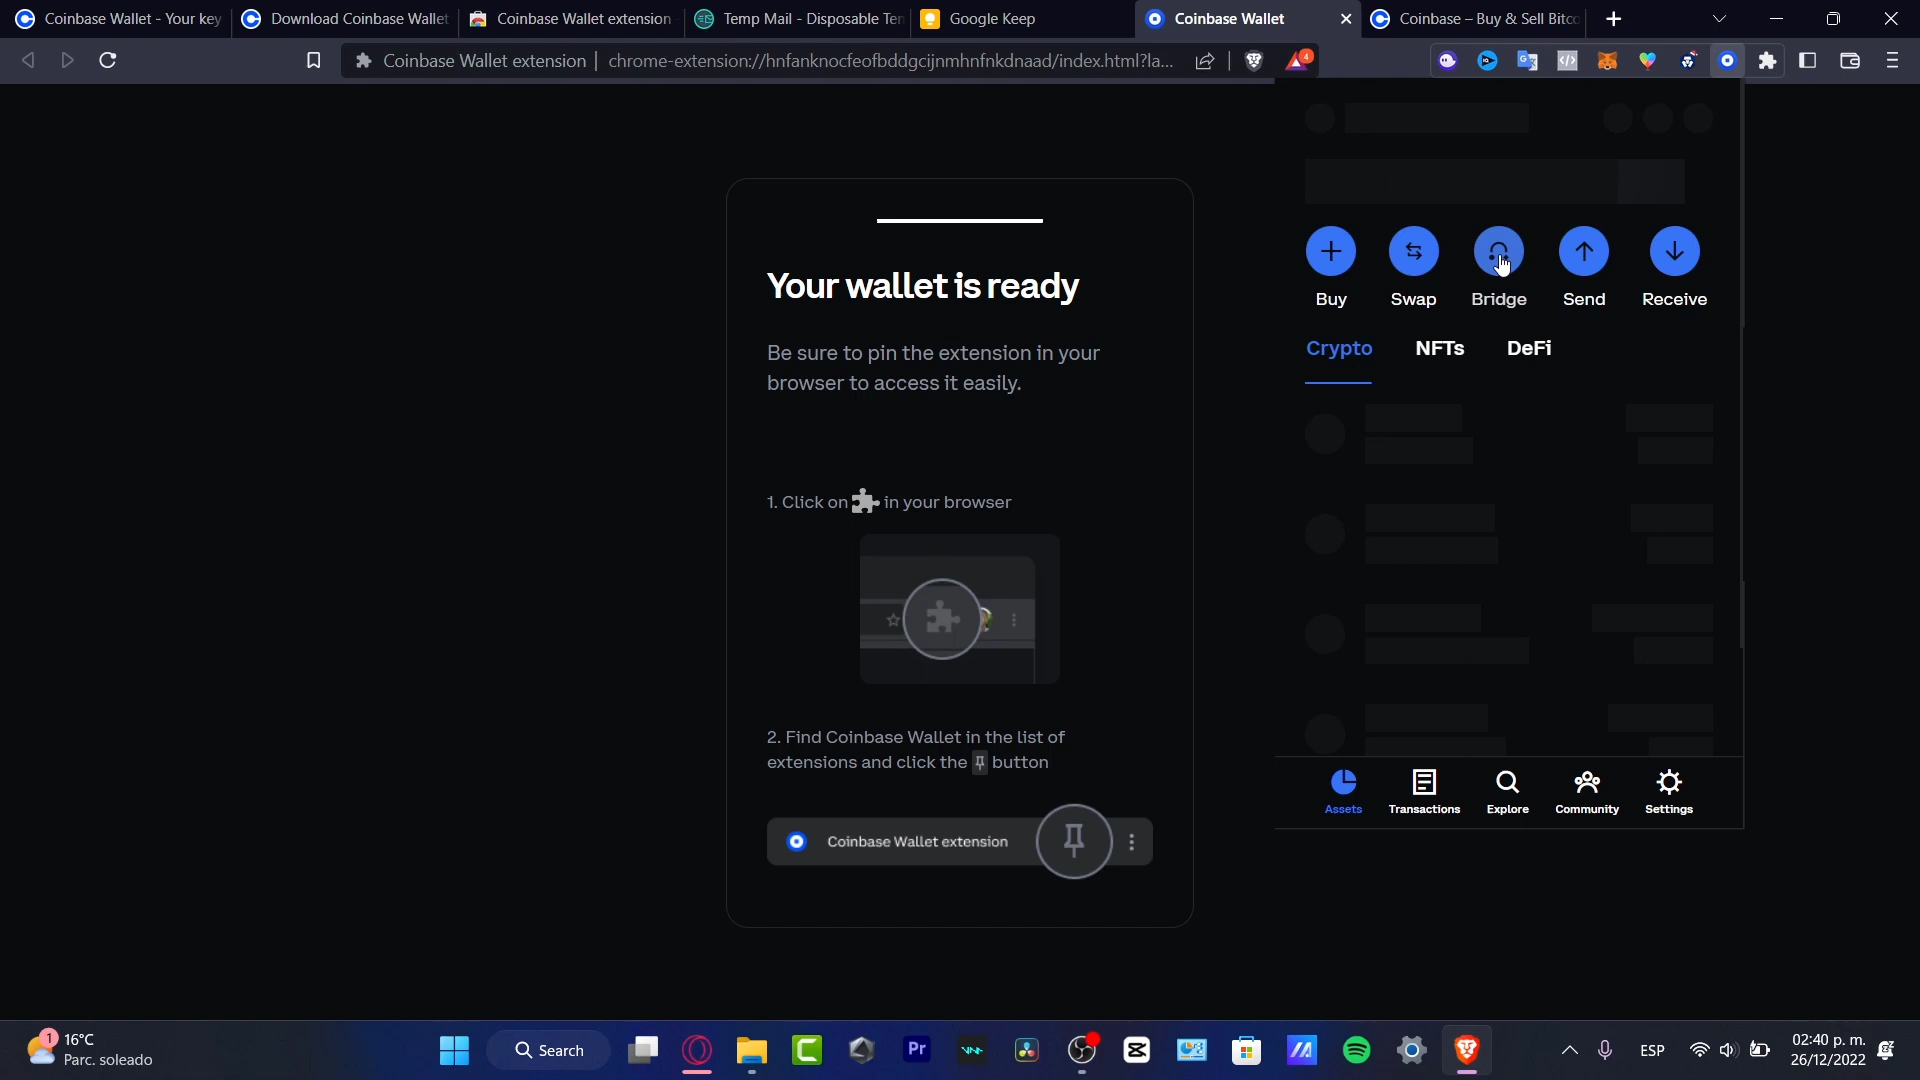 Coinbase Wallet - Your key
Download Coinbase Wallet
Coinbase Wallet extension
Temp Mail - Disposable Ten
Google Keep
Coinbase Wallet
Coinbase – Buy & Sell Bitco
Coinbase Wallet extension
chrome-extension://hnfanknocfeofbddgcijnmhnfnkdnaad/index.html?la...
4
Your wallet is ready
Be sure to pin the extension in your
browser to access it easily.
1. Click on in your browser
2. Find Coinbase Wallet in the list of
extensions and click the button
Coinbase Wallet extension
Buy
Swap
Bridge
Send
Receive
Crypto
NFTs
DeFi
Assets
Transactions
Explore
Community
Settings
1
16°C
Parc. soleado
Search
Pr
ESP
02:40 p. m.
26/12/2022